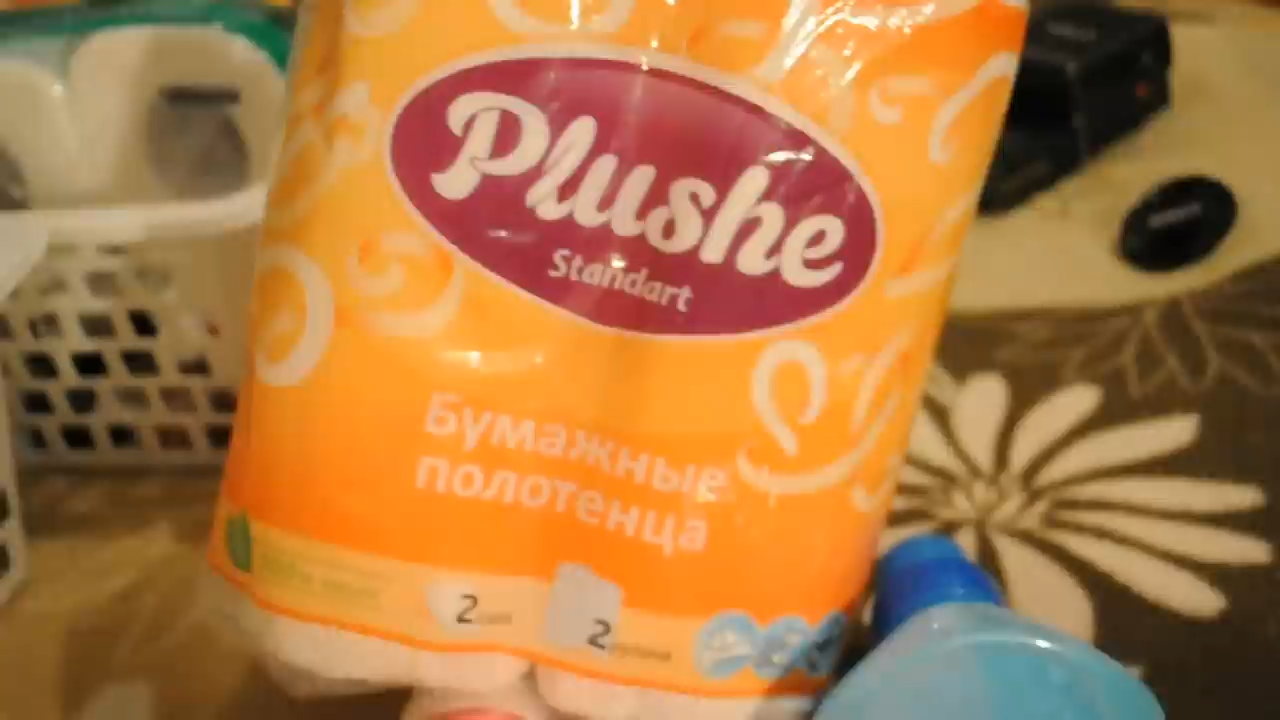 Plushe
Standart
Бумажные
полотенца
2
2